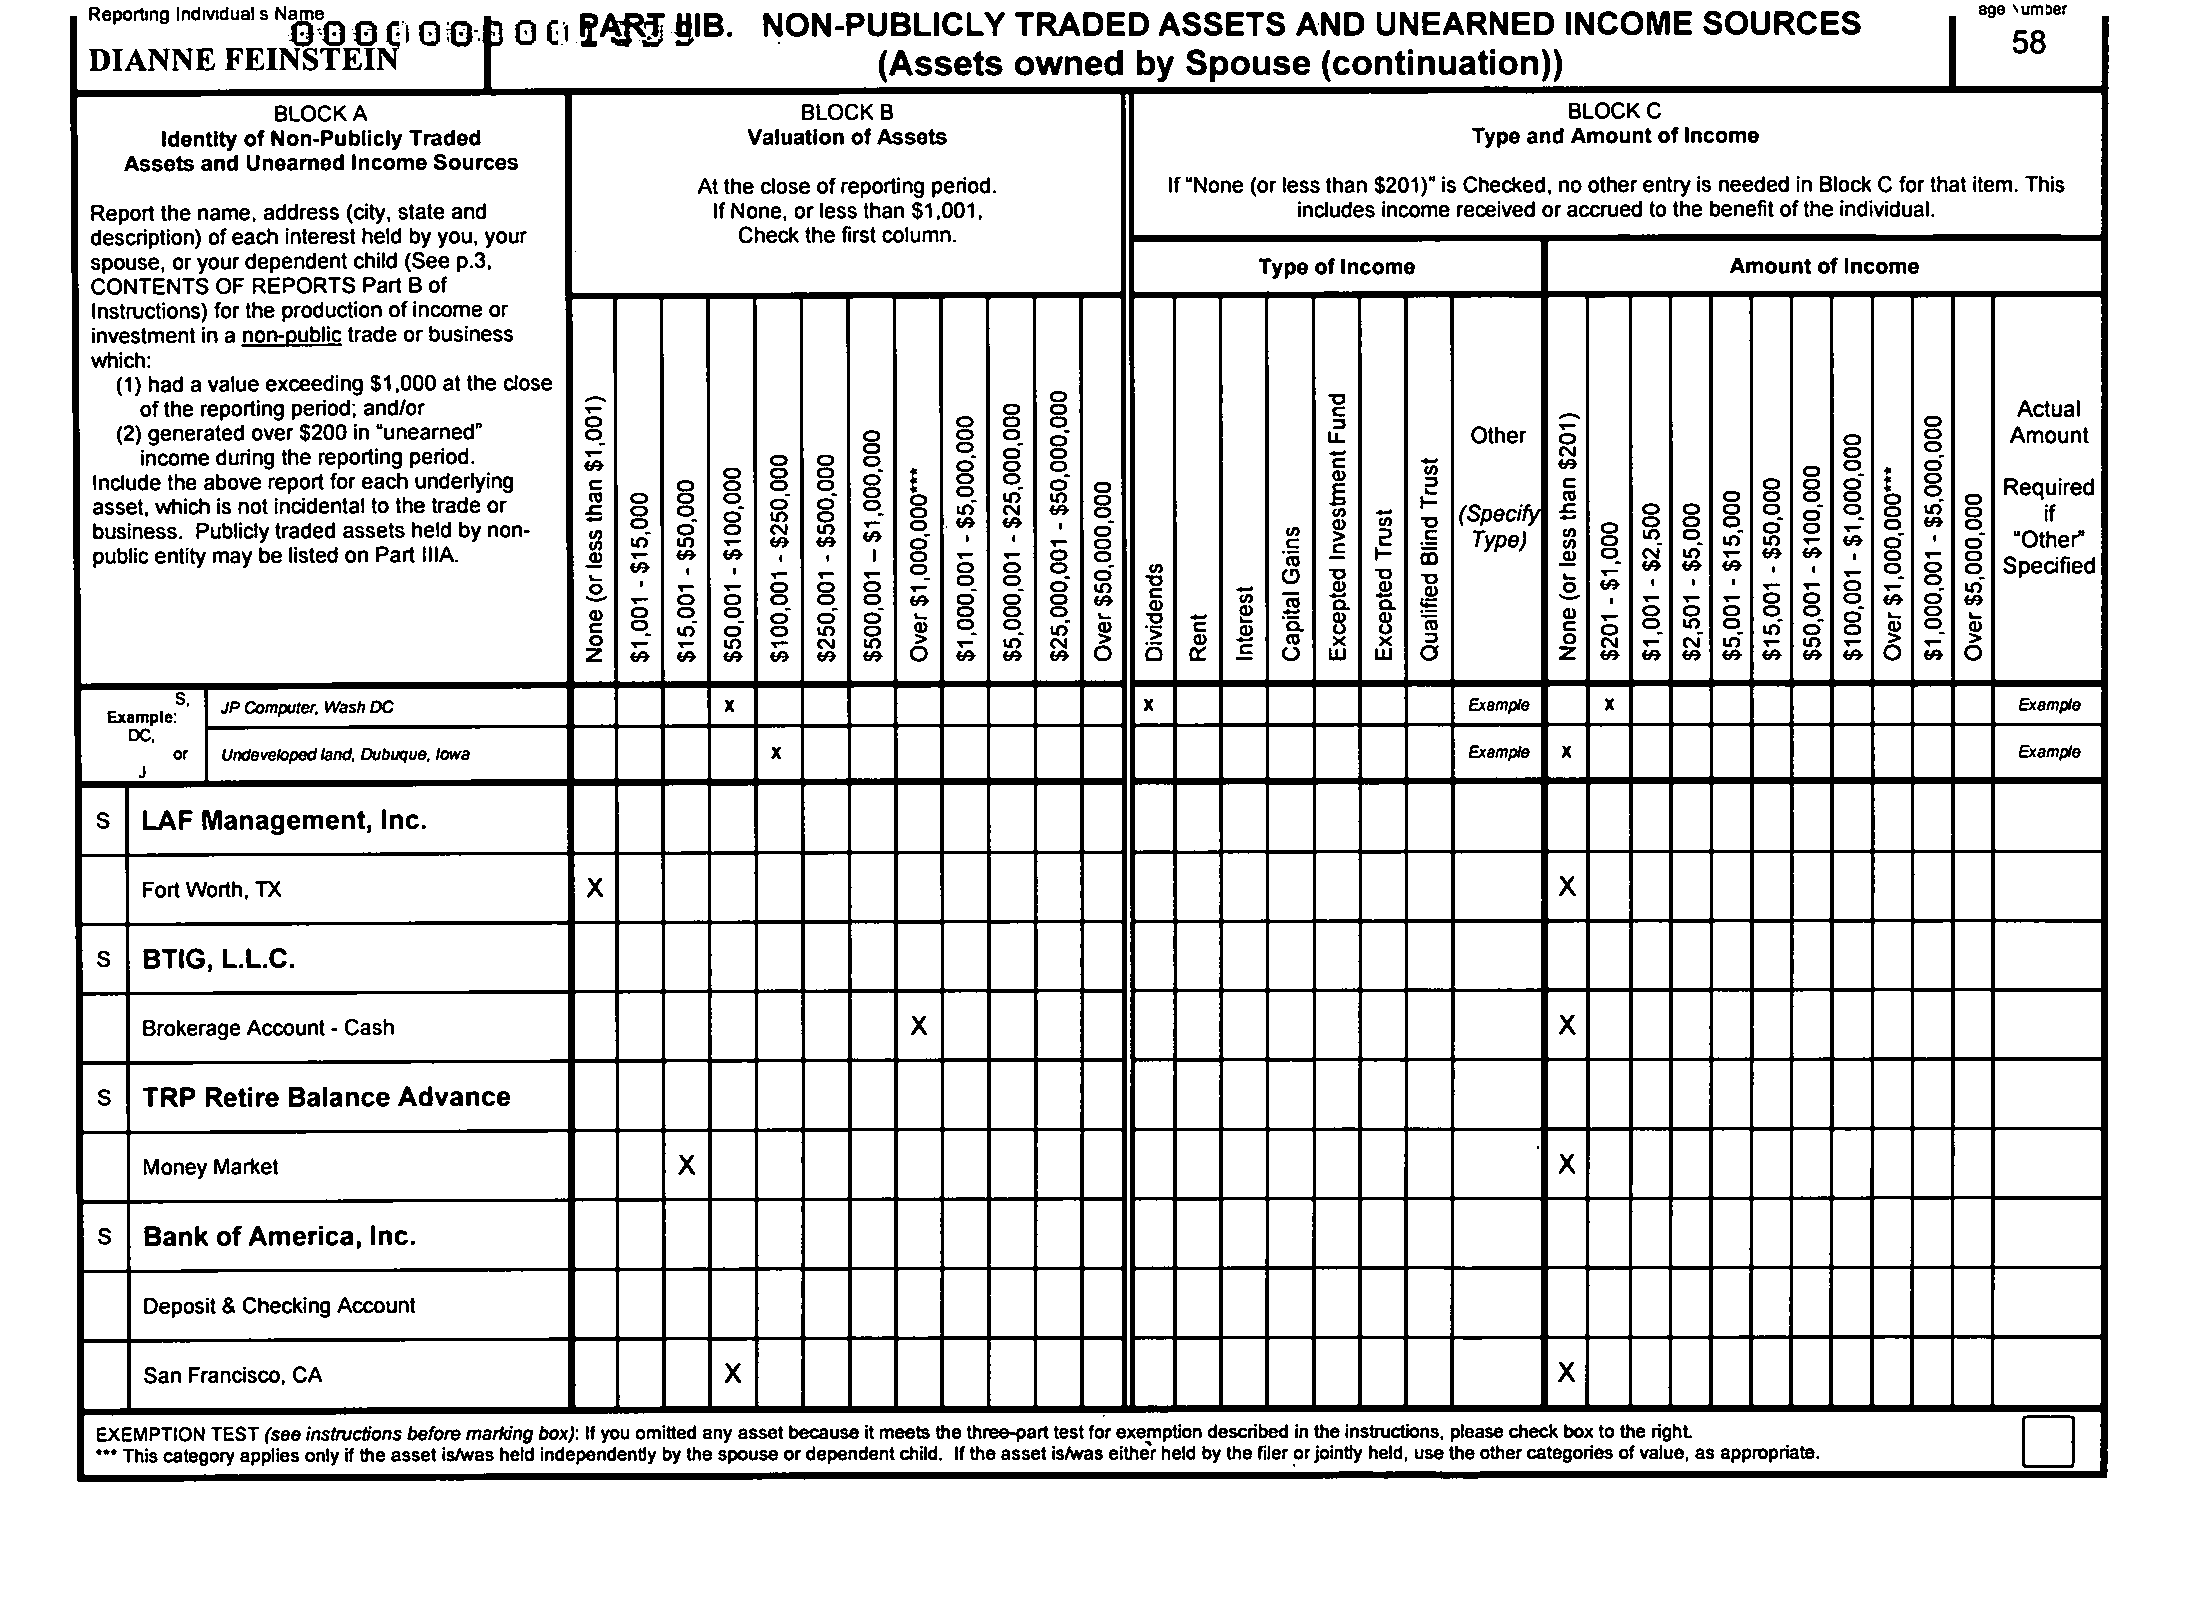 Reporting Individual s Name
DIANNE FEINSTEIN
PART IIIB. NON-PUBLICLY TRADED ASSETS AND UNEARNED INCOME SOURCES
(Assets owned by Spouse (continuation))
age umber
58
BLOCK A
Identity of Non-Publicly Traded
Assets and Unearned Income Sources
Report the name, address (city, state and
description) of each interest held by you, your
spouse, or your dependent child (See p.3,
CONTENTS OF REPORTS Part B of
Instructions) for the production of income or
investment in a non-public trade or business
which:
(1) had a value exceeding $1,000 at the close
of the reporting period; and/or
(2) generated over $200 in "unearned"
income during the reporting period.
Include the above report for each underlying
asset, which is not incidental to the trade or
business. Publicly traded assets held by non-
public entity may be listed on Part IIIA.
BLOCK B
Valuation of Assets
At the close of reporting period.
If None, or less than $1,001,
Check the first column.
None (or less than $1,001)
$1,001 - $15,000
$15,001 - $50,000
$50,001 - $100,000
$100,001 - $250,000
$250,001 - $500,000
$500,001 – $1,000,000
Over $1,000,000***
$1,000,001 - $5,000,000
$5,000,001 - $25,000,000
$25,000,001 - $50,000,000
Over $50,000,000
BLOCK C
Type and Amount of Income
If "None (or less than $201)" is Checked, no other entry is needed in Block C for that item. This
includes income received or accrued to the benefit of the individual.
Type of Income
Dividends
Rent
Interest
Capital Gains
Excepted Investment Fund
Excepted Trust
Qualified Blind Trust
Other
(Specify
Type)
Amount of Income
None (or less than $201)
$201 - $1,000
$1,001 - $2,500
$2,501 - $5,000
$5,001 - $15,000
$15,001 - $50,000
$50,001 - $100,000
$100,001 - $1,000,000
Over $1,000,000***
$1,000,001 - $5,000,000
Over $5,000,000
Actual
Amount
Required
if
"Other"
Specified
S,
Example:
DC,
or
J
JP Computer, Wash DC X X Example X Example
Undeveloped land, Dubuque, Iowa X Example X Example
S LAF Management, Inc.
Fort Worth, TX X X
S BTIG, L.L.C.
Brokerage Account - Cash X X
S TRP Retire Balance Advance
Money Market X X
S Bank of America, Inc.
Deposit & Checking Account
San Francisco, CA X X
EXEMPTION TEST (see instructions before marking box): If you omitted any asset because it meets the three-part test for exemption described in the instructions, please check box to the right.
*** This category applies only if the asset is/was held independently by the spouse or dependent child. If the asset is/was either held by the filer or jointly held, use the other categories of value, as appropriate.